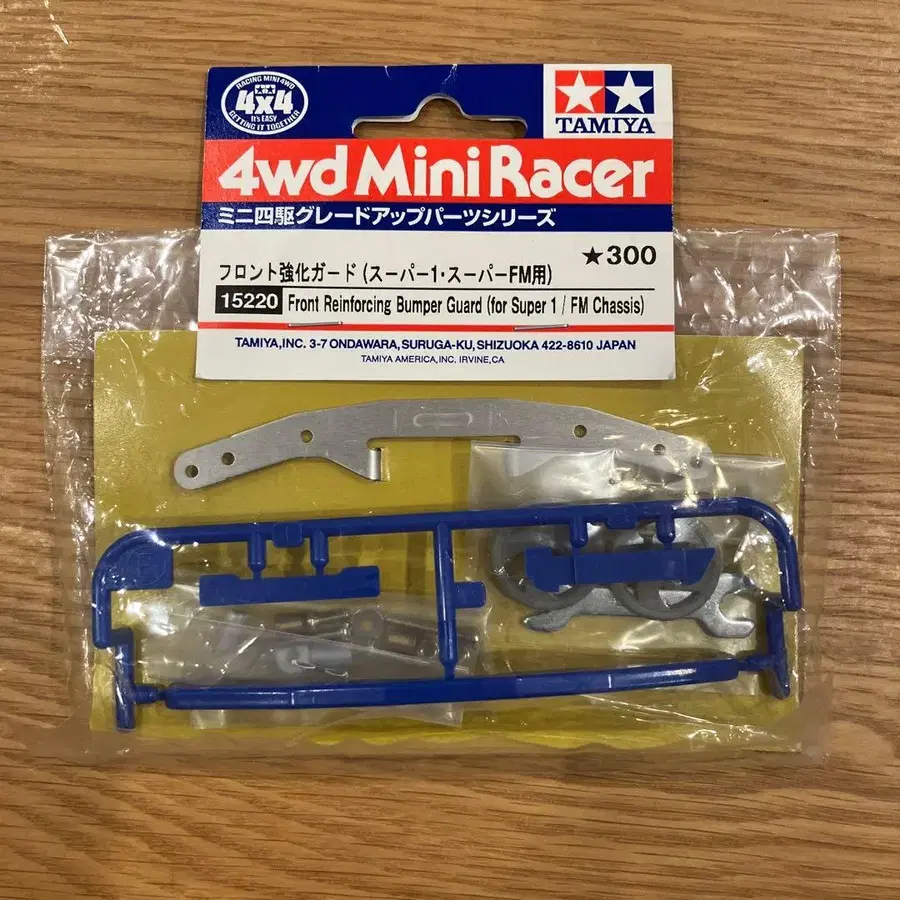 RACING MINI 4WD
4x4
It's EASY
GETTING IT TOGETHER
TAMIYA
4wd Mini Racer
ミニ四駆グレードアップパーツシリーズ
★300
フロント強化ガード (スーパー1・スーパーFM用)
15220 Front Reinforcing Bumper Guard (for Super 1 / FM Chassis)
TAMIYA,INC. 3-7 ONDAWARA,SURUGA-KU,SHIZUOKA 422-8610 JAPAN
TAMIYA AMERICA,INC. IRVINE,CA